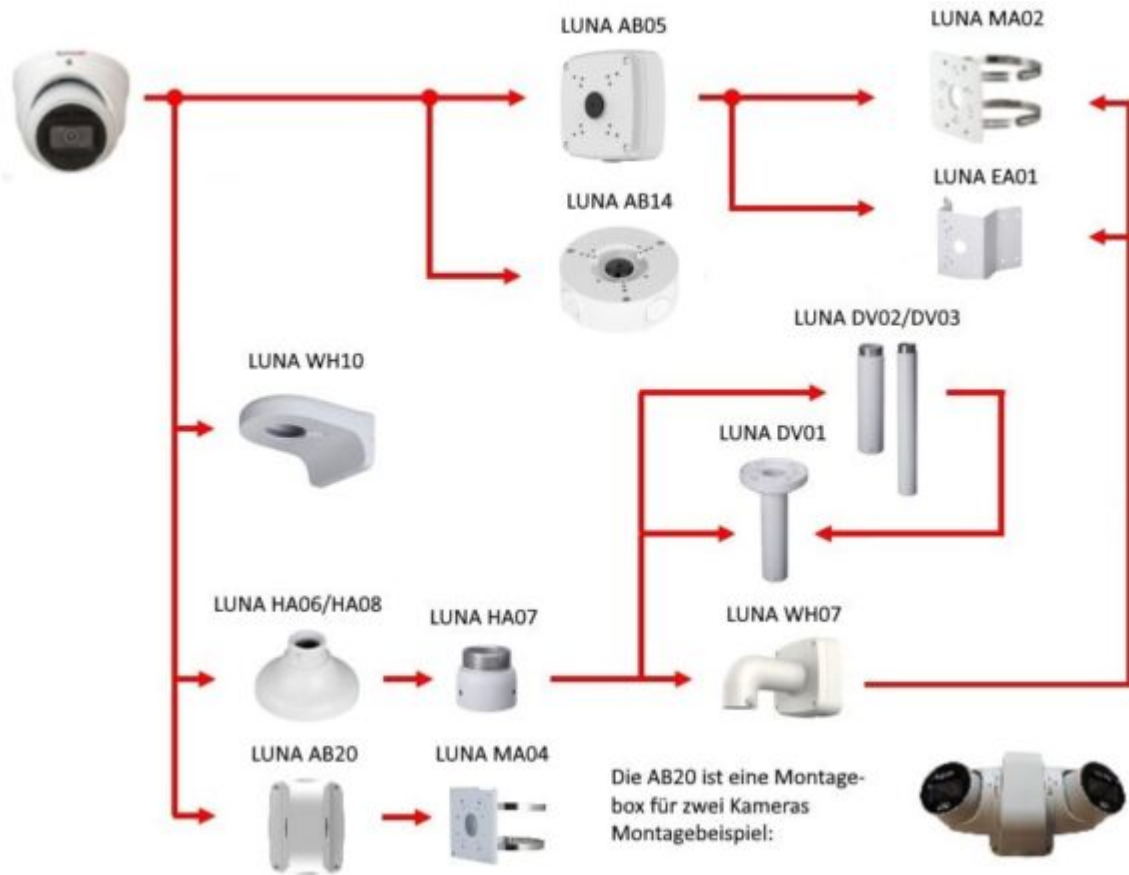 LUNA AB05
LUNA MA02
LUNA EA01
LUNA AB14
LUNA DV02/DV03
LUNA WH10
LUNA DV01
LUNA HA06/HA08
LUNA HA07
LUNA WH07
LUNA AB20
LUNA MA04
Die AB20 ist eine Montage-
box für zwei Kameras
Montagebeispiel: